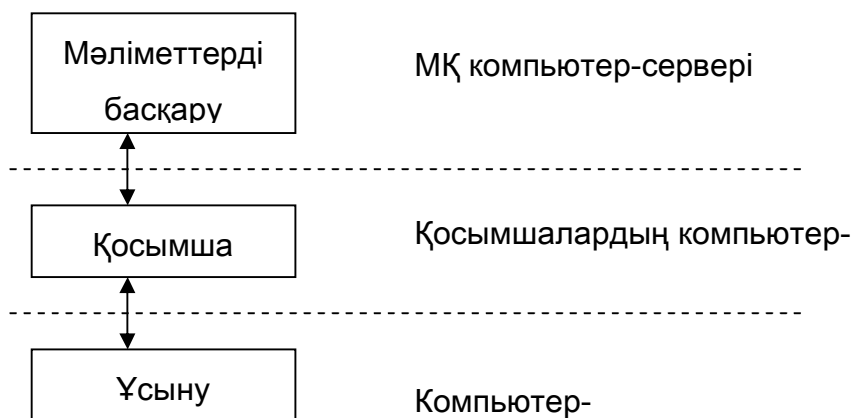 Мәліметтерді
басқару
МҚ компьютер-сервері
Қосымша
Қосымшалардың компьютер-
Ұсыну
Компьютер-